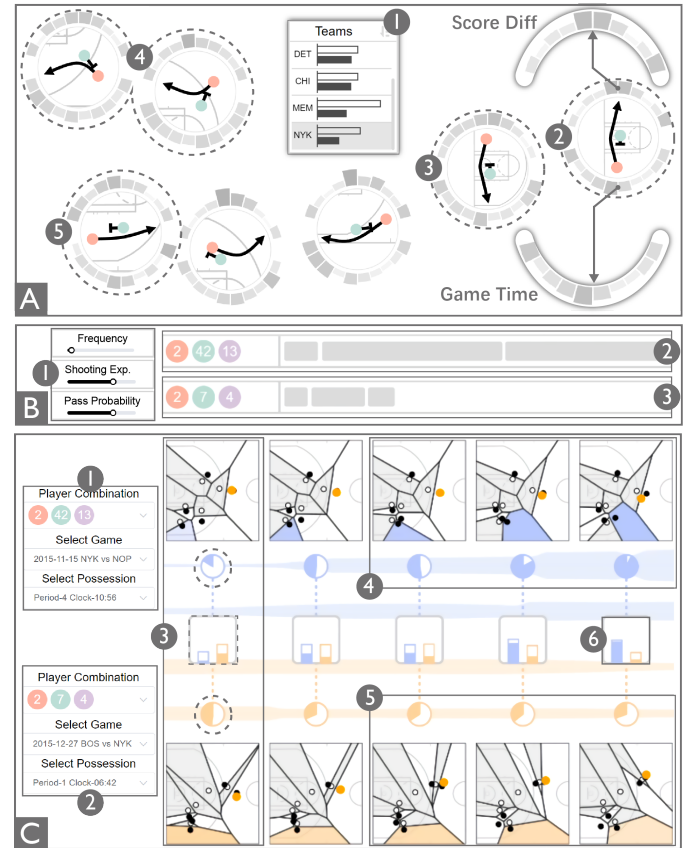 4
Teams
1
DET
CHI
MEM
NYK
Score Diff
2
3
5
Game Time
A
Frequency
1
Shooting Exp.
Pass Probability
2 42 13
2
2 7 4
3
B
1
Player Combination
2 42 13
Select Game
2015-11-15 NYK vs NOP
Select Possession
Period-4 Clock-10:56
4
3
6
Player Combination
2 7 4
Select Game
2015-12-27 BOS vs NYK
Select Possession
Period-1 Clock-06:42
2
5
C